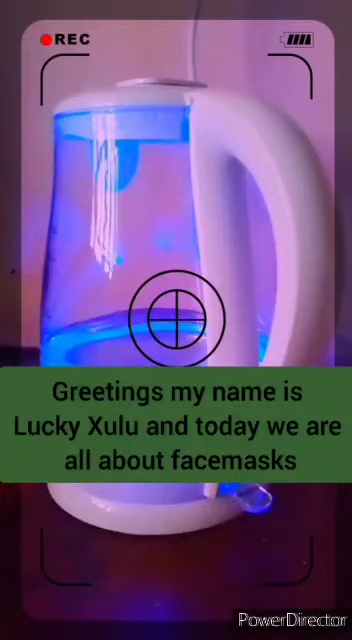 REC
Greetings my name is
Lucky Xulu and today we are
all about facemasks
PowerDirector